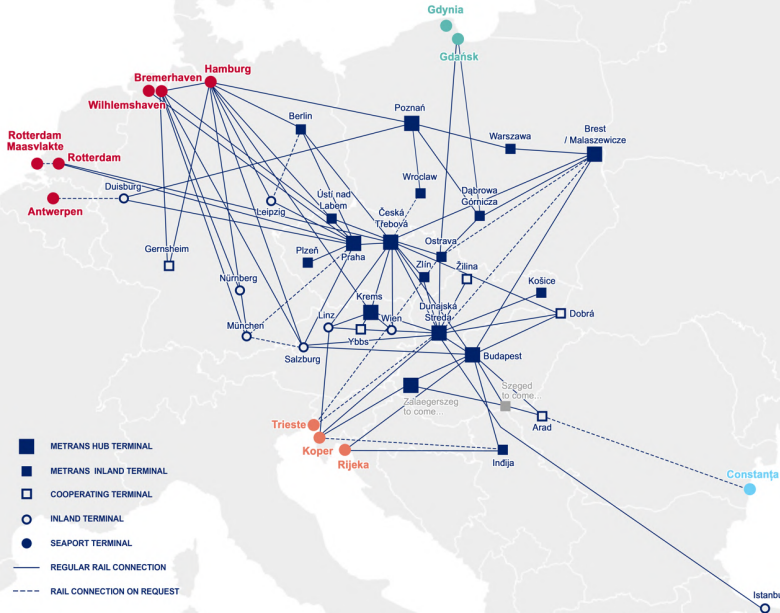 Gdynia
Gdańsk
Hamburg
Bremerhaven
Wilhlemshaven
Poznań
Berlin
Brest
/ Malaszewicze
Warszawa
Rotterdam
Maasvlakte
Rotterdam
Wroclaw
Duisburg
Dąbrowa
Górnicza
Ústí nad
Labem
Antwerpen
Leipzig
Česká
Třebová
Ostrava
Gernsheim
Plzeň
Praha
Zlín
Žilina
Nürnberg
Košice
Krems
Dunajská
Streda
Linz
Wien
Dobrá
München
Ybbs
Salzburg
Budapest
Szeged
to come...
Zalaegerszeg
to come...
Trieste
Arad
Koper
Rijeka
Inđija
METRANS HUB TERMINAL
METRANS INLAND TERMINAL
Constanța
COOPERATING TERMINAL
INLAND TERMINAL
SEAPORT TERMINAL
REGULAR RAIL CONNECTION
RAIL CONNECTION ON REQUEST
Istanbu